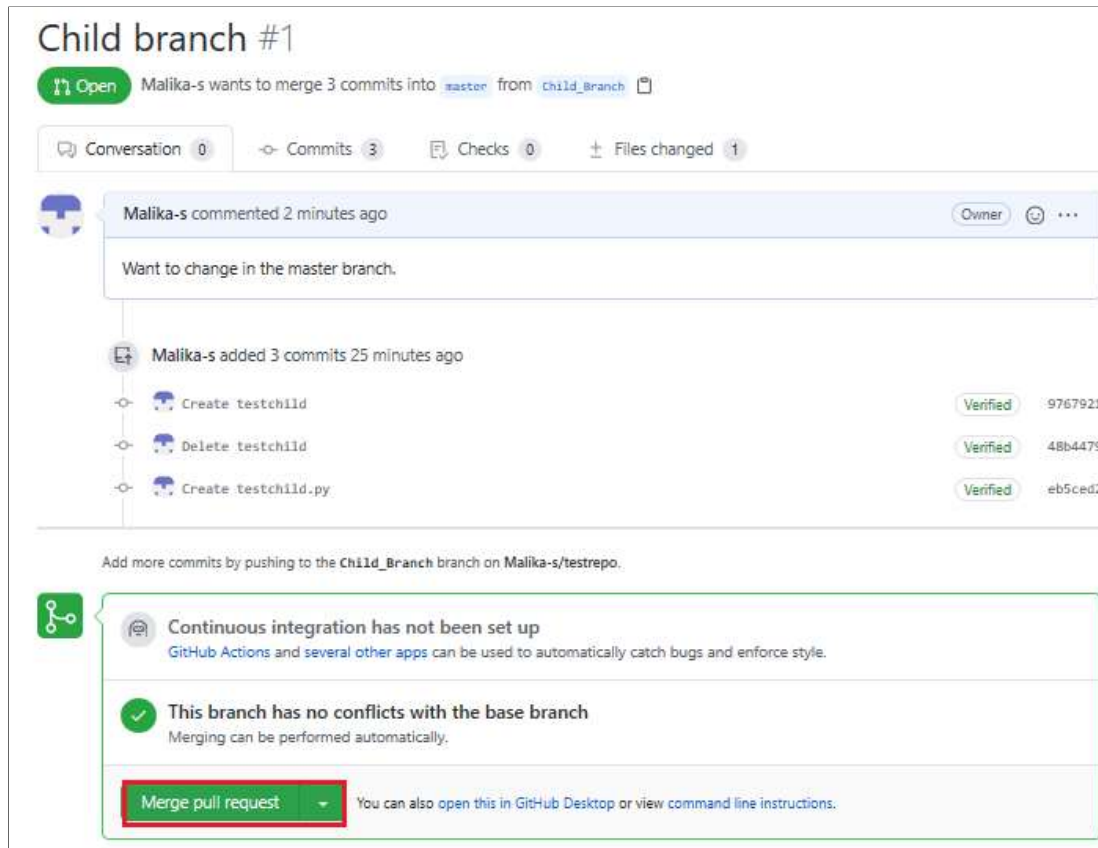 Child branch #1
Open Malika-s wants to merge 3 commits into master from Child_Branch
Conversation 0 Commits 3 Checks 0 Files changed 1
Malika-s commented 2 minutes ago Owner ...
Want to change in the master branch.
Malika-s added 3 commits 25 minutes ago
Create testchild Verified 9767921
Delete testchild Verified 48b4479
Create testchild.py Verified eb5ced2
Add more commits by pushing to the Child_Branch branch on Malika-s/testrepo.
Continuous integration has not been set up
GitHub Actions and several other apps can be used to automatically catch bugs and enforce style.
This branch has no conflicts with the base branch
Merging can be performed automatically.
Merge pull request You can also open this in GitHub Desktop or view command line instructions.